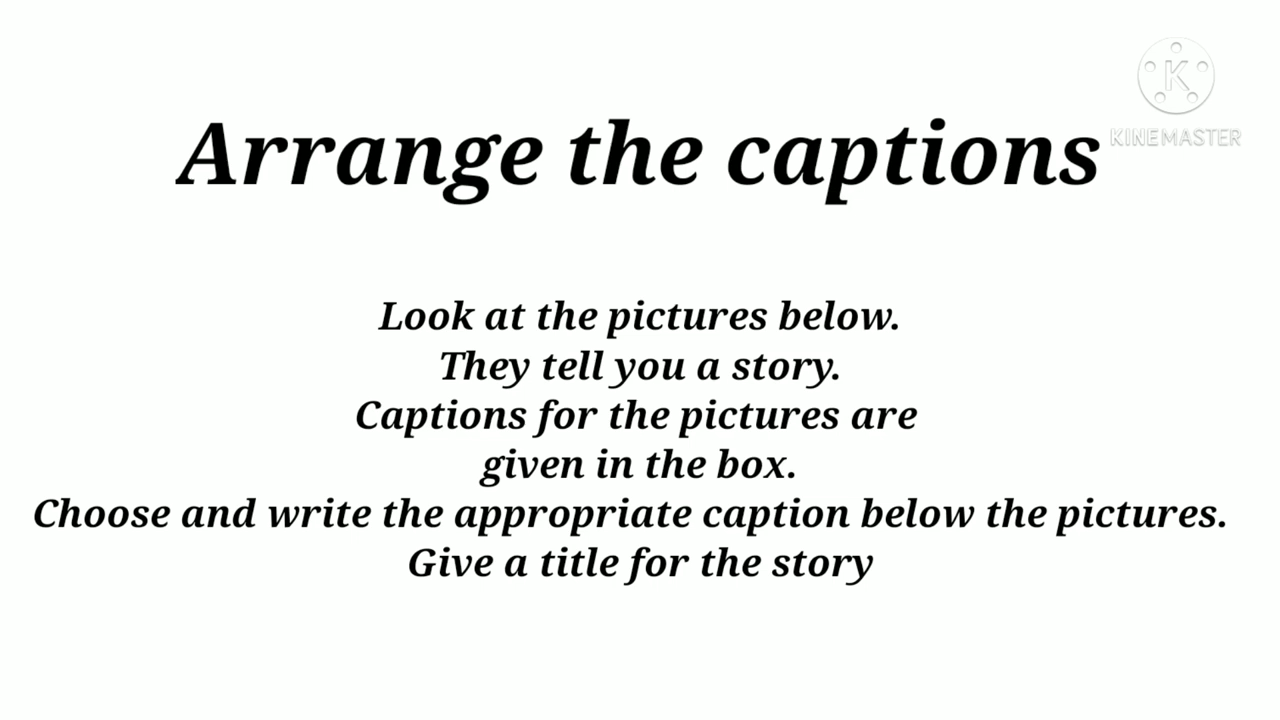 K
KINEMASTER
Arrange the captions
Look at the pictures below.
They tell you a story.
Captions for the pictures are
given in the box.
Choose and write the appropriate caption below the pictures.
Give a title for the story